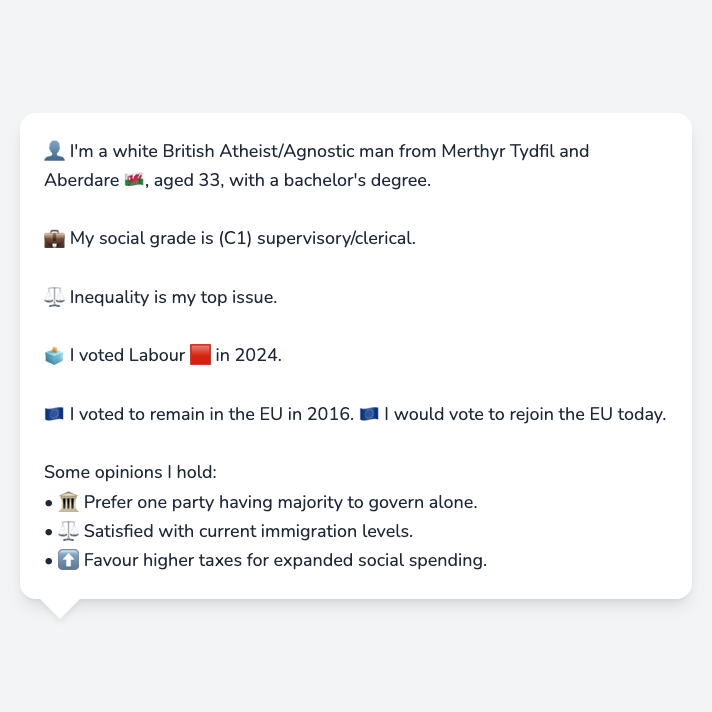 👤 I'm a white British Atheist/Agnostic man from Merthyr Tydfil and
Aberdare 🏴󠁧󠁢󠁷󠁬󠁳󠁿, aged 33, with a bachelor's degree.
💼 My social grade is (C1) supervisory/clerical.
⚖️ Inequality is my top issue.
🗳️ I voted Labour 🟥 in 2024.
🇪🇺 I voted to remain in the EU in 2016. 🇪🇺 I would vote to rejoin the EU today.
Some opinions I hold:
• 🏛️ Prefer one party having majority to govern alone.
• ⚖️ Satisfied with current immigration levels.
• ⬆️ Favour higher taxes for expanded social spending.